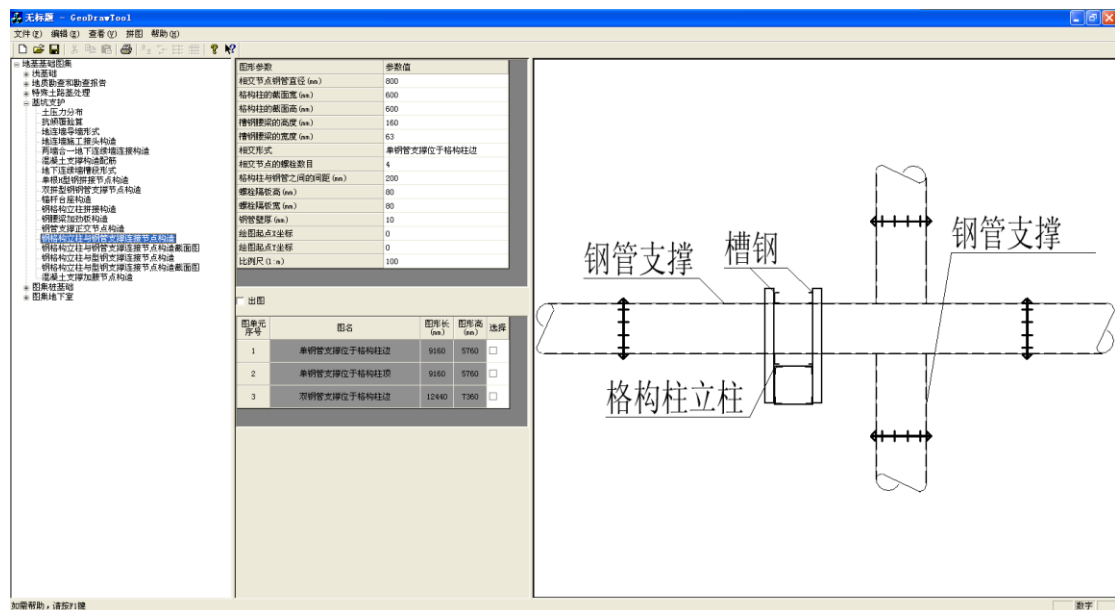 无标题 - GeoDrawTool
文件(F) 编辑(E) 查看(V) 拼图 帮助(H)
地基基础图集
浅基础
地质勘查和勘查报告
特殊土路基处理
基坑支护
土压力分布
抗倾覆验算
地连墙导墙形式
地连墙施工接头构造
两墙合一地下连续墙连接构造
混凝土支撑构造配筋
地下连续墙槽段形式
单根H型钢拼接节点构造
双拼型钢钢管支撑节点构造
锚杆台座构造
钢格构立柱拼接构造
钢腰梁加劲板构造
钢管支撑正交节点构造
钢格构立柱与钢管支撑连接节点构造
钢格构立柱与钢管支撑连接节点构造截面图
钢格构立柱与型钢支撑连接节点构造
钢格构立柱与型钢支撑连接节点构造截面图
混凝土支撑加腋节点构造
图集桩基础
图集地下室
图形参数 参数值
相交节点钢管直径(mm) 800
格构柱的截面宽(mm) 600
格构柱的截面高(mm) 600
槽钢腰梁的高度(mm) 160
槽钢腰梁的宽度(mm) 63
相交形式 单钢管支撑位于格构柱边
相交节点的螺栓数目 4
格构柱与钢管之间的间距(mm) 200
螺栓隔板高(mm) 80
螺栓隔板宽(mm) 80
钢管壁厚(mm) 10
绘图起点X坐标 0
绘图起点Y坐标 0
比例尺(1:n) 100
出图
图单元序号 图名 图形长(mm) 图形高(mm) 选择
1 单钢管支撑位于格构柱边 9160 5760
2 单钢管支撑位于格构柱顶 9160 5760
3 双钢管支撑位于格构柱边 12440 7360
钢管支撑
槽钢
钢管支撑
格构柱立柱
如需帮助，请按F1键
数字